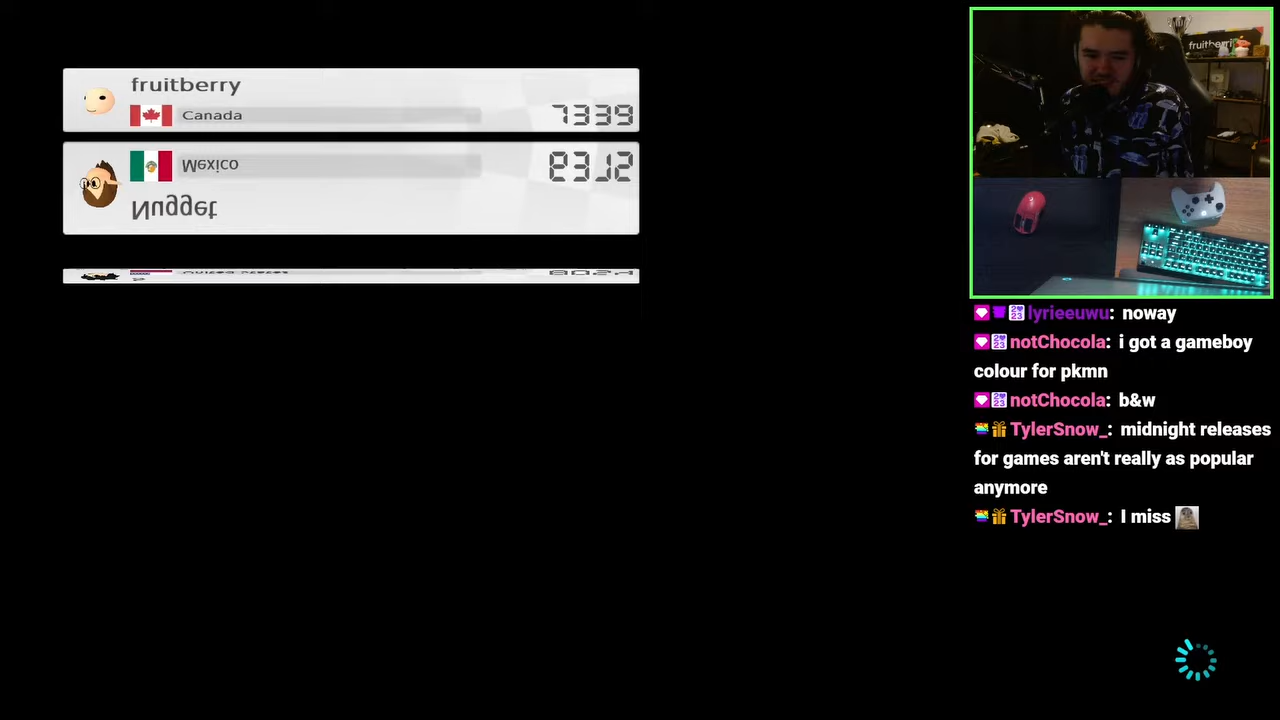 fruitberry
Canada
7339
Mexico
Nugget
fruitberri
lyrieeuwu: noway
notChocola: i got a gameboy
colour for pkmn
notChocola: b&w
TylerSnow_: midnight releases
for games aren't really as popular
anymore
TylerSnow_: I miss